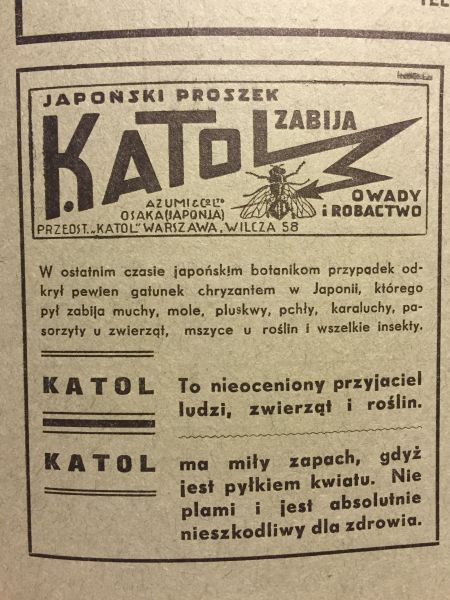 JAPOŃSKI PROSZEK
KATOL ZABIJA
OWADY
i ROBACTWO
AZUMI & Co LTD
OSAKA (JAPONJA)
PRZEDST. „KATOL” WARSZAWA, WILCZA 58
W ostatnim czasie japońskim botanikom przypadek od-
krył pewien gatunek chryzantem w Japonii, którego
pył zabija muchy, mole, pluskwy, pchły, karaluchy, pa-
sorzyty u zwierząt, mszyce u roślin i wszelkie insekty.
KATOL To nieoceniony przyjaciel
ludzi, zwierząt i roślin.
KATOL ma miły zapach, gdyż
jest pyłkiem kwiatu. Nie
plami i jest absolutnie
nieszkodliwy dla zdrowia.